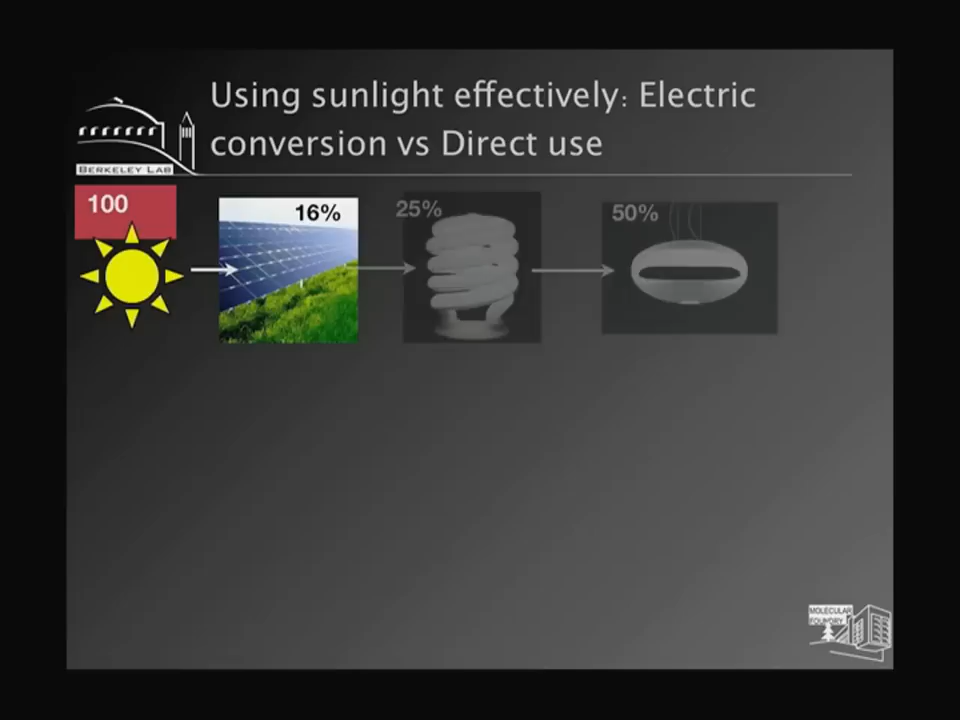 Using sunlight effectively: Electric
conversion vs Direct use
BERKELEY LAB
100
16%
25%
50%
MOLECULAR
FOUNDRY